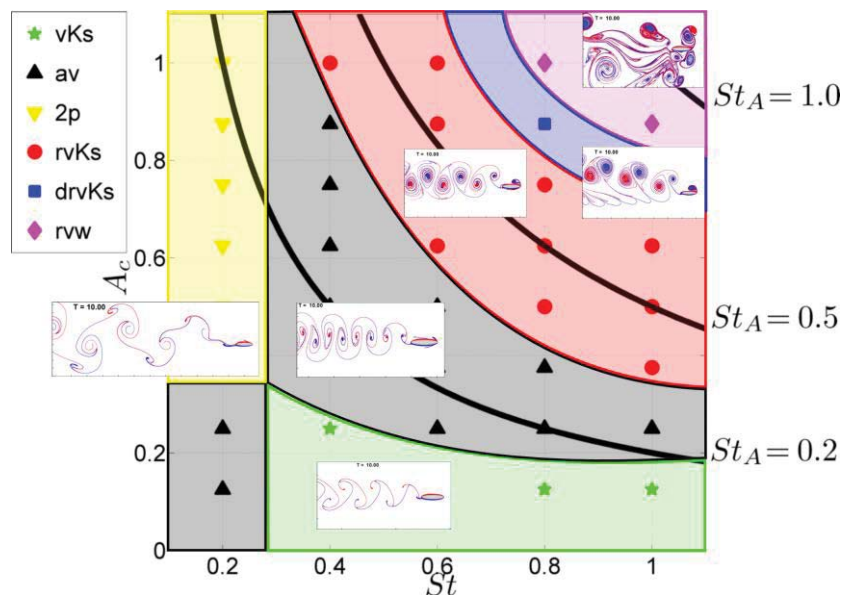 vKs
av
2p
rvKs
drvKs
rvw
A_c
1
0.8
0.6
0.2
0
0.2
0.4
0.6
0.8
1
St
St_A = 1.0
St_A = 0.5
St_A = 0.2
T = 10.00
T = 10.00
T = 10.00
T = 10.00
T = 10.00
T = 10.00